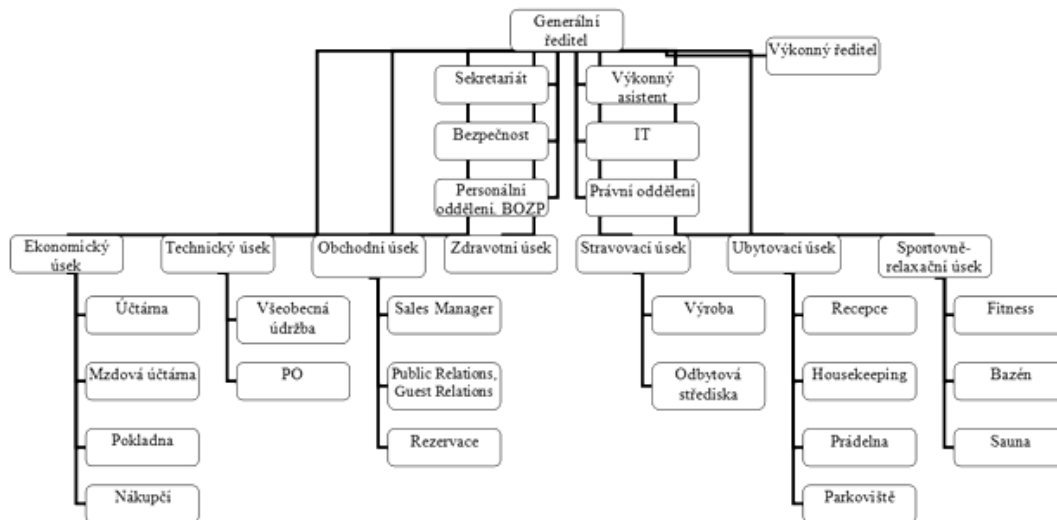 Generální
ředitel
Výkonný ředitel
Sekretariát
Výkonný
asistent
Bezpečnost
IT
Personální
oddělení, BOZP
Právní oddělení
Ekonomický
úsek
Technický úsek
Obchodní úsek
Zdravotní úsek
Stravovací úsek
Ubytovací úsek
Sportovně-
relaxační úsek
Účtárna
Mzdová účtárna
Pokladna
Nákupčí
Všeobecná
údržba
PO
Sales Manager
Public Relations,
Guest Relations
Rezervace
Výroba
Odbytová
střediska
Recepce
Housekeeping
Prádelna
Parkoviště
Fitness
Bazén
Sauna